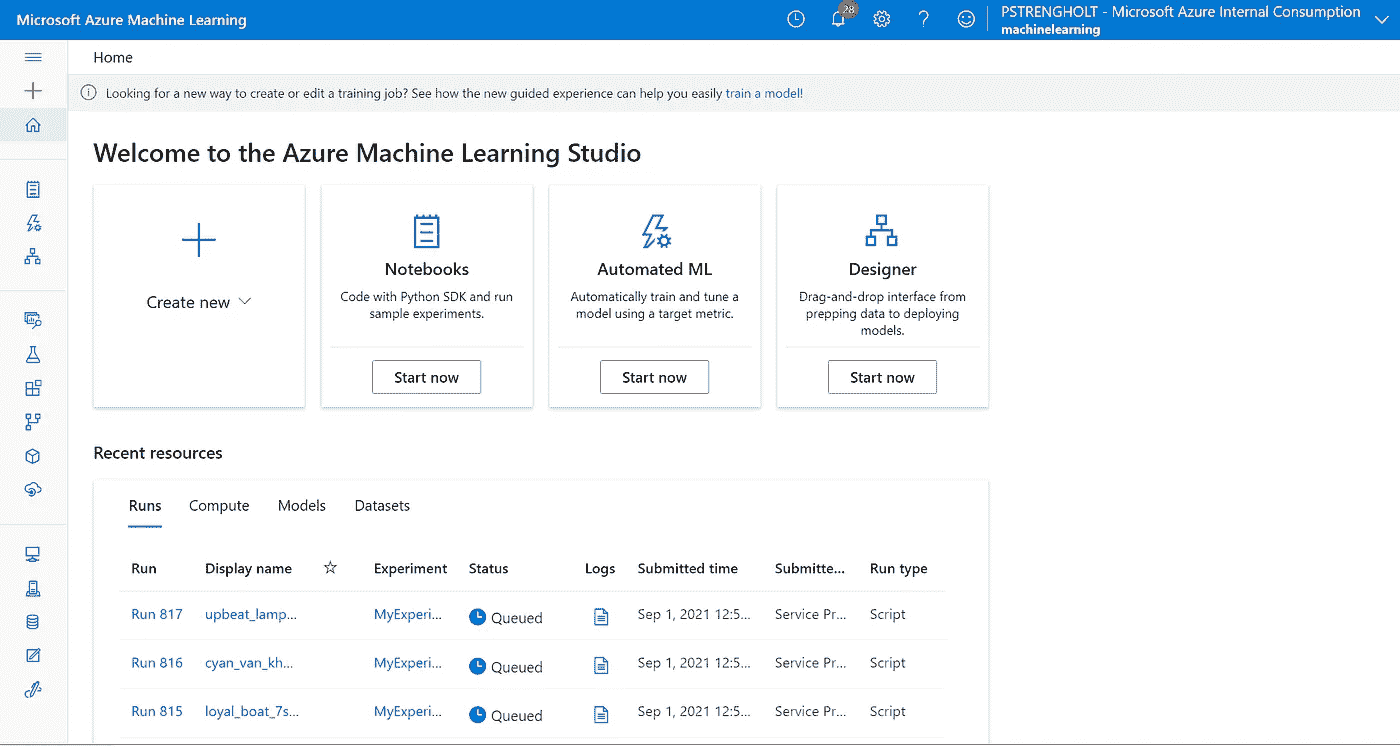 Microsoft Azure Machine Learning
28
PSTRENGHOLT - Microsoft Azure Internal Consumption
machinelearning
Home
Looking for a new way to create or edit a training job? See how the new guided experience can help you easily train a model!
Welcome to the Azure Machine Learning Studio
Create new
Notebooks
Code with Python SDK and run
sample experiments.
Start now
Automated ML
Automatically train and tune a
model using a target metric.
Start now
Designer
Drag-and-drop interface from
prepping data to deploying
models.
Start now
Recent resources
Runs Compute Models Datasets
Run Display name Experiment Status Logs Submitted time Submitte... Run type
Run 817 upbeat_lamp... MyExperi... Queued Sep 1, 2021 12:5... Service Pr... Script
Run 816 cyan_van_kh... MyExperi... Queued Sep 1, 2021 12:5... Service Pr... Script
Run 815 loyal_boat_7s... MyExperi... Queued Sep 1, 2021 12:5... Service Pr... Script